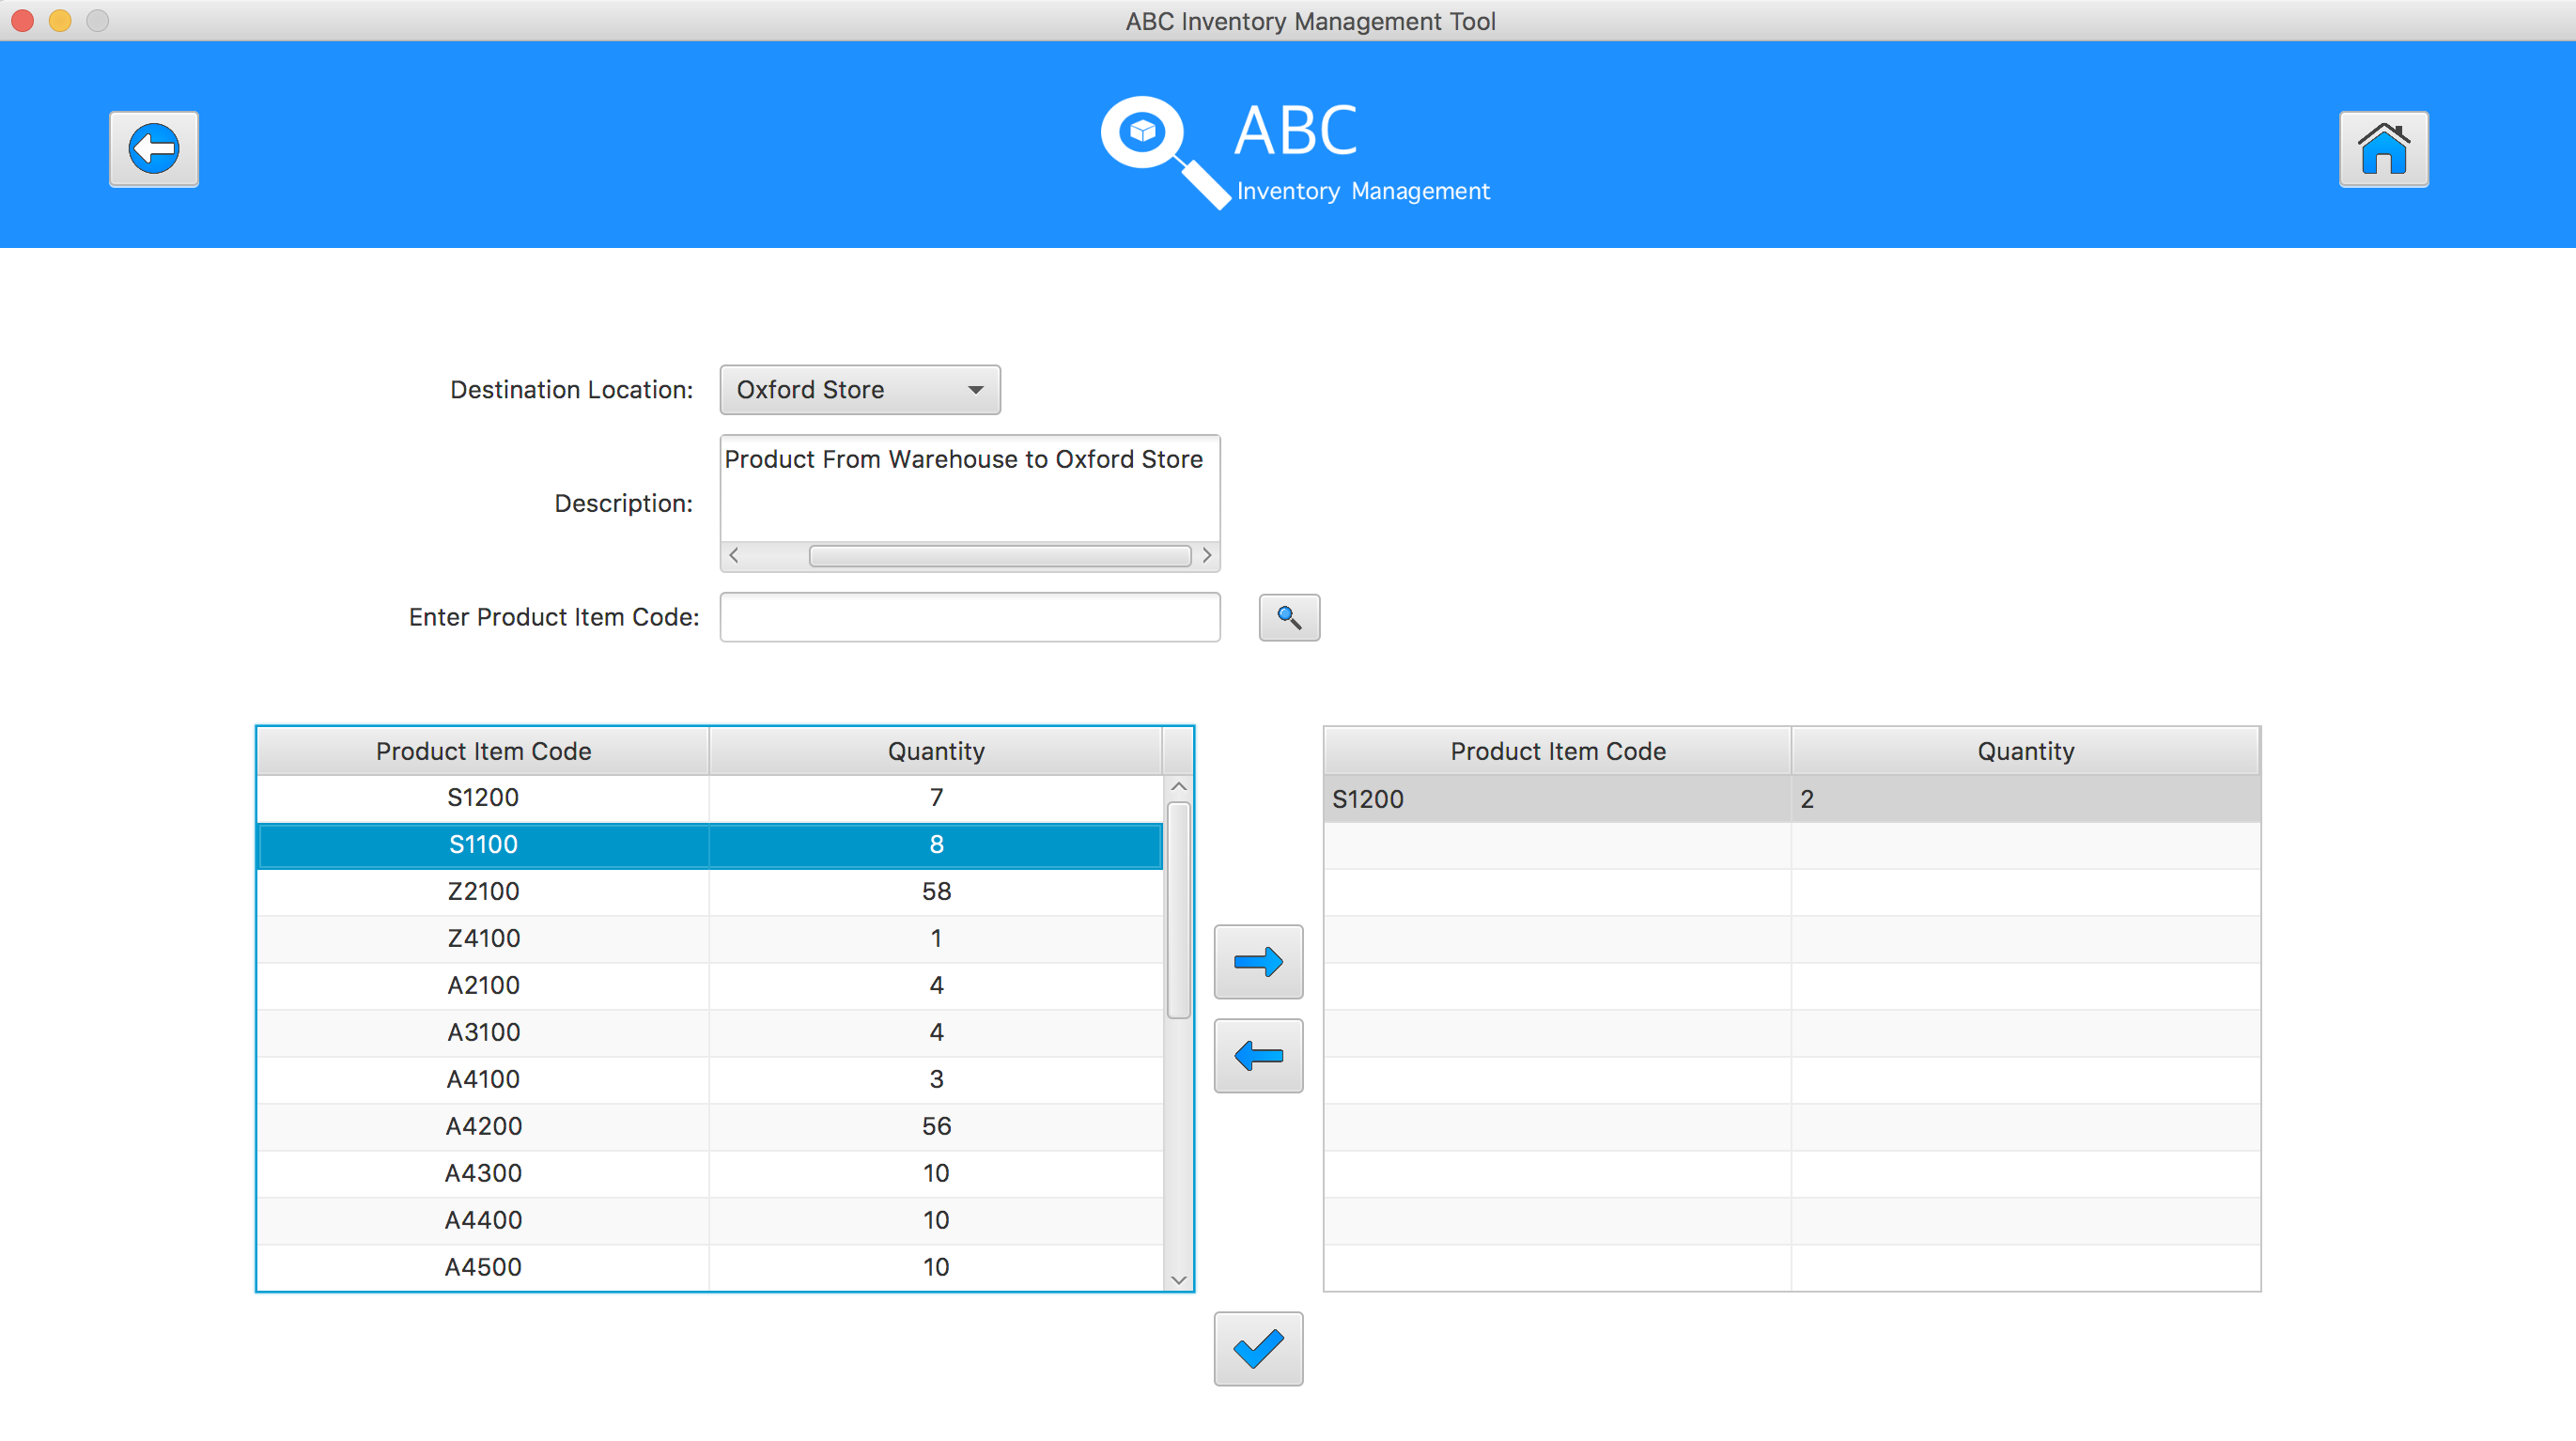 ABC Inventory Management Tool
ABC
Inventory Management
Destination Location: Oxford Store
Product From Warehouse to Oxford Store
Description:
Enter Product Item Code:
Product Item Code Quantity
S1200 7
S1100 8
Z2100 58
Z4100 1
A2100 4
A3100 4
A4100 3
A4200 56
A4300 10
A4400 10
A4500 10
Product Item Code Quantity
S1200 2